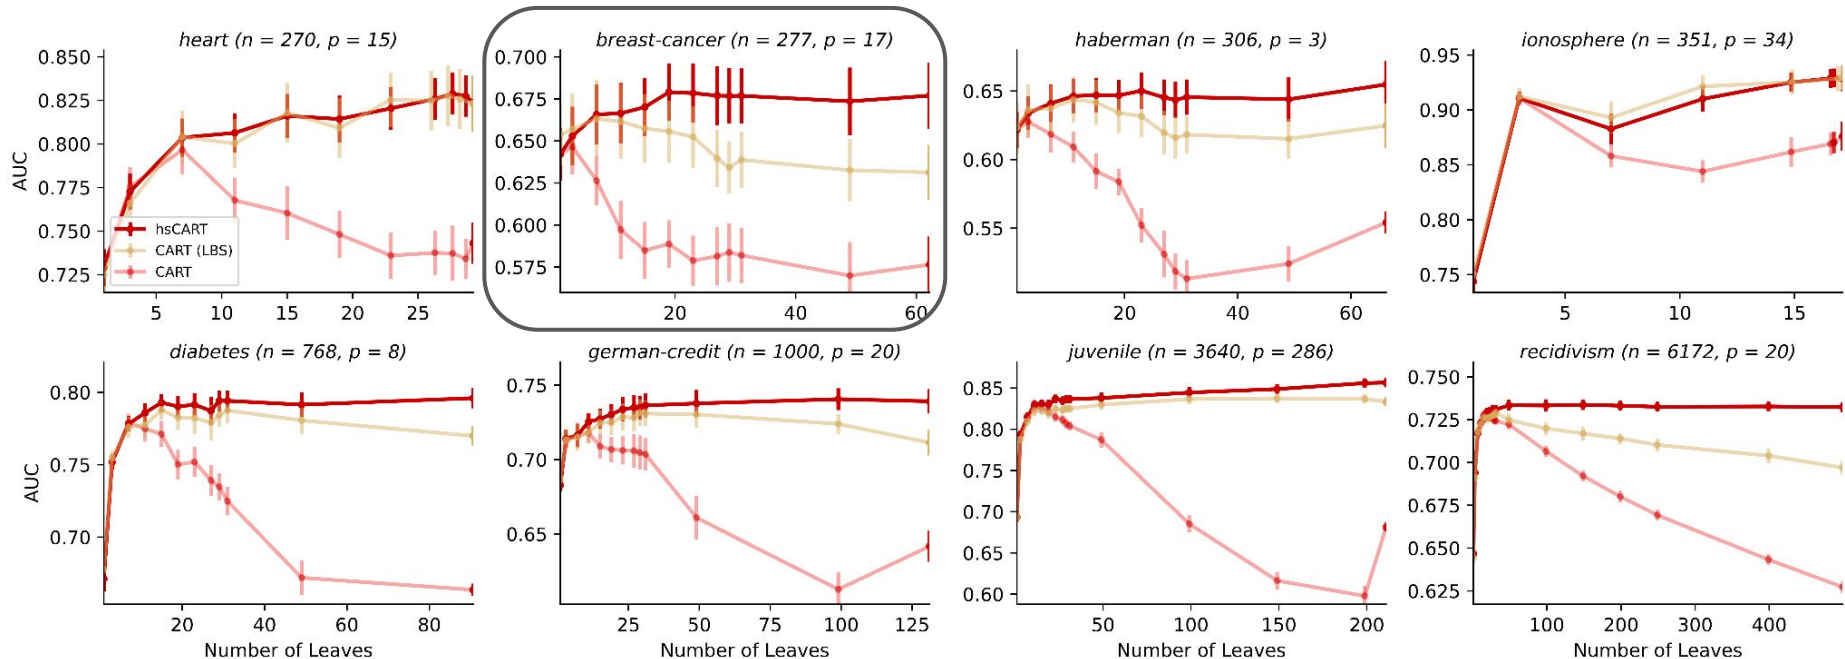 heart (n = 270, p = 15)
AUC
0.850
0.825
0.800
0.775
0.750
0.725
hsCART
CART (LBS)
CART
5 10 15 20 25
breast-cancer (n = 277, p = 17)
0.700
0.675
0.650
0.625
0.600
0.575
20 40 60
haberman (n = 306, p = 3)
0.65
0.60
0.55
20 40 60
ionosphere (n = 351, p = 34)
0.95
0.90
0.85
0.80
0.75
5 10 15
diabetes (n = 768, p = 8)
AUC
0.80
0.75
0.70
20 40 60 80
Number of Leaves
german-credit (n = 1000, p = 20)
0.75
0.70
0.65
25 50 75 100 125
Number of Leaves
juvenile (n = 3640, p = 286)
0.85
0.80
0.75
0.70
0.65
0.60
50 100 150 200
Number of Leaves
recidivism (n = 6172, p = 20)
0.750
0.725
0.700
0.675
0.650
0.625
100 200 300 400
Number of Leaves